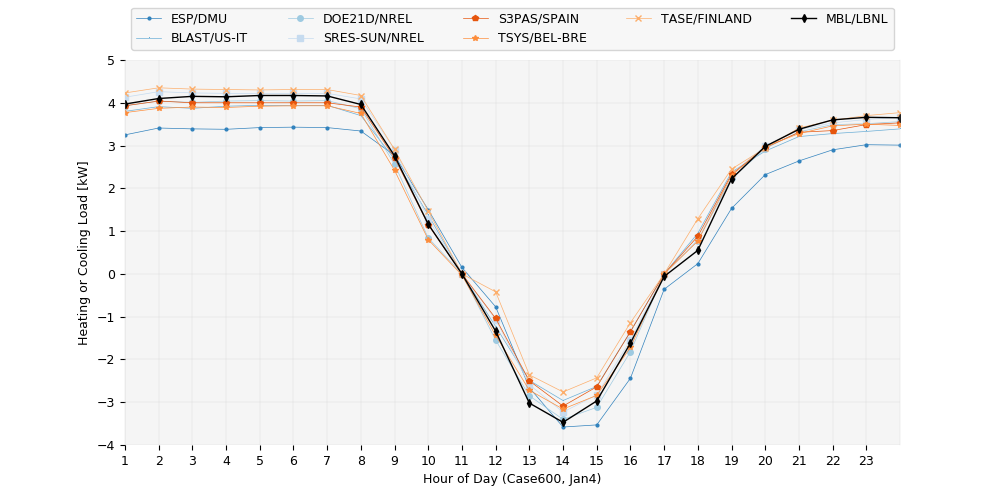 ESP/DMU DOE21D/NREL S3PAS/SPAIN TASE/FINLAND MBL/LBNL
BLAST/US-IT SRES-SUN/NREL TSYS/BEL-BRE
5
4
3
2
1
0
−1
−2
−3
−4
Heating or Cooling Load [kW]
1 2 3 4 5 6 7 8 9 10 11 12 13 14 15 16 17 18 19 20 21 22 23
Hour of Day (Case600, Jan4)